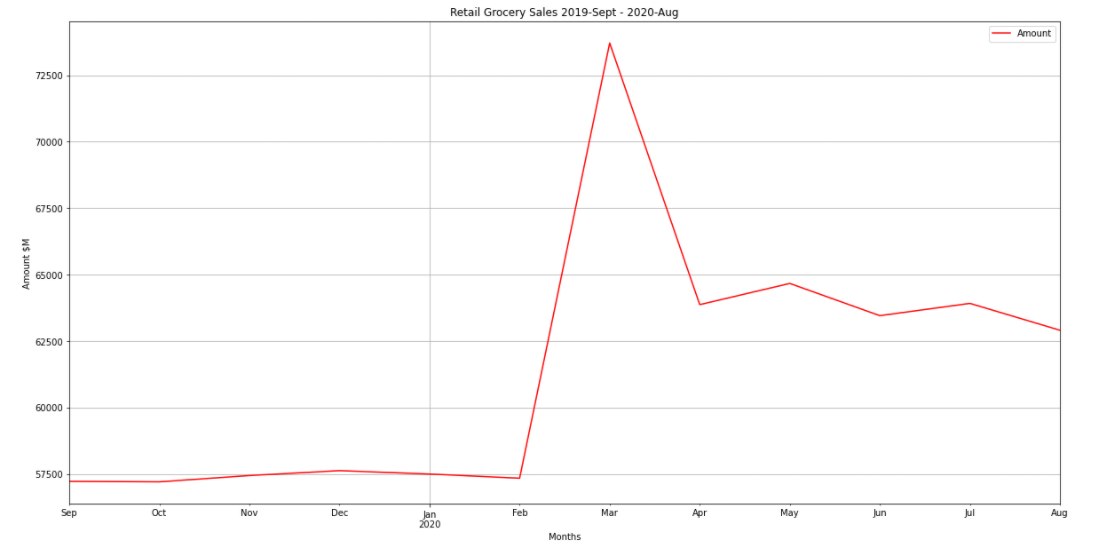 Retail Grocery Sales 2019-Sept - 2020-Aug
Amount
72500
70000
67500
65000
62500
60000
57500
Amount $M
Sep Oct Nov Dec Jan Feb Mar Apr May Jun Jul Aug
2020
Months